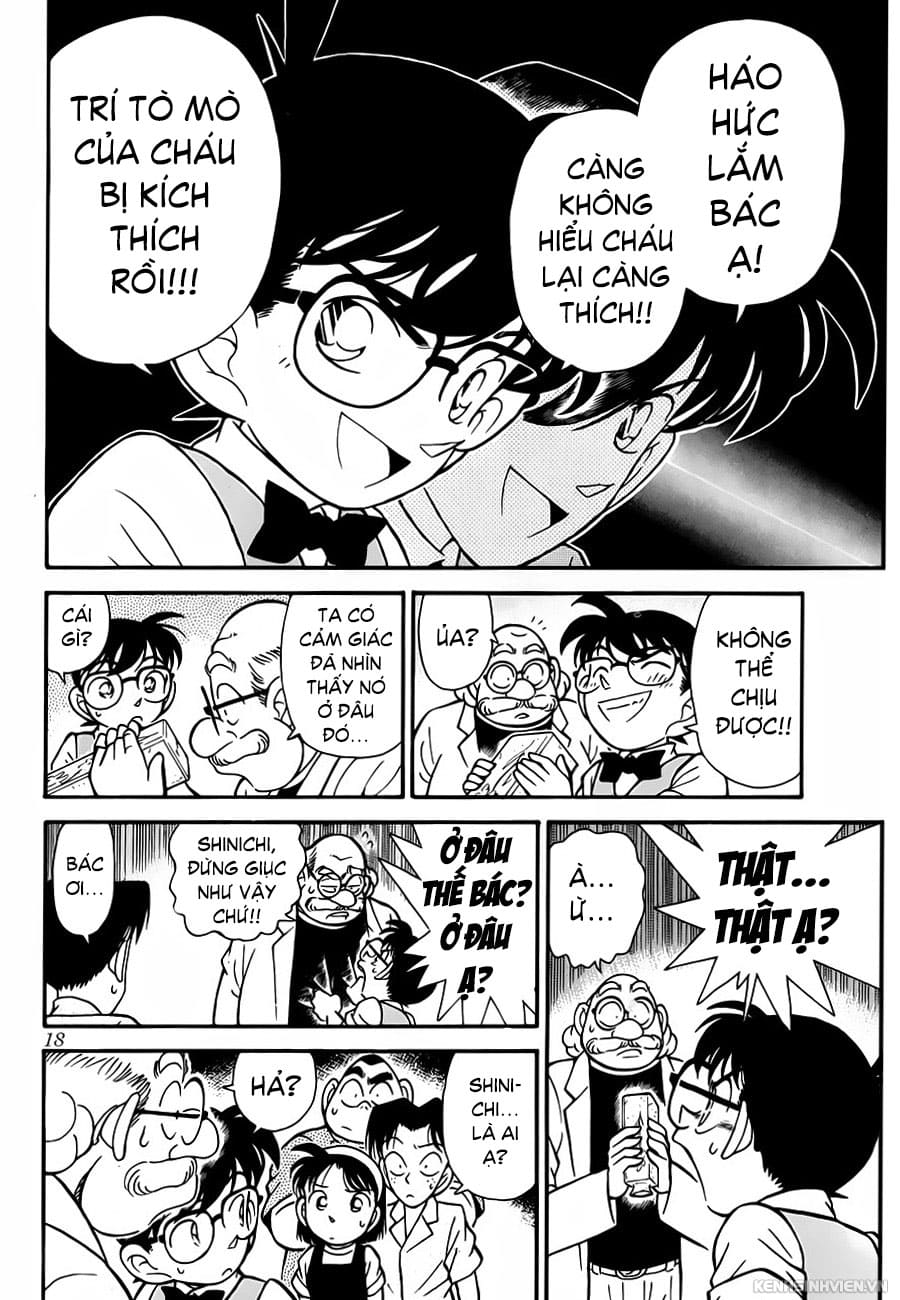 HÁO
HỨC
LẮM
BÁC
Ạ!
CÀNG
KHÔNG
HIỂU CHÁU
LẠI CÀNG
THÍCH!!
TRÍ TÒ MÒ
CỦA CHÁU
BỊ KÍCH
THÍCH
RỒI!!!
KHÔNG
THỂ
CHỊU
ĐƯỢC!!
ỦA?
TA CÓ
CẢM GIÁC
ĐÃ NHÌN
THẤY NÓ
Ở ĐÂU
ĐÓ...
CÁI
GÌ?
THẬT...
THẬT Ạ?
À...
Ừ...
Ở ĐÂU
THẾ BÁC?
Ở ĐÂU
Ạ?
SHINICHI,
ĐỪNG GIỤC
NHƯ VẬY
CHỨ!!
BÁC
ƠI...
SHINI-
CHI...
LÀ AI
Ạ?
HẢ?
18
KENHSINHVIEN.VN